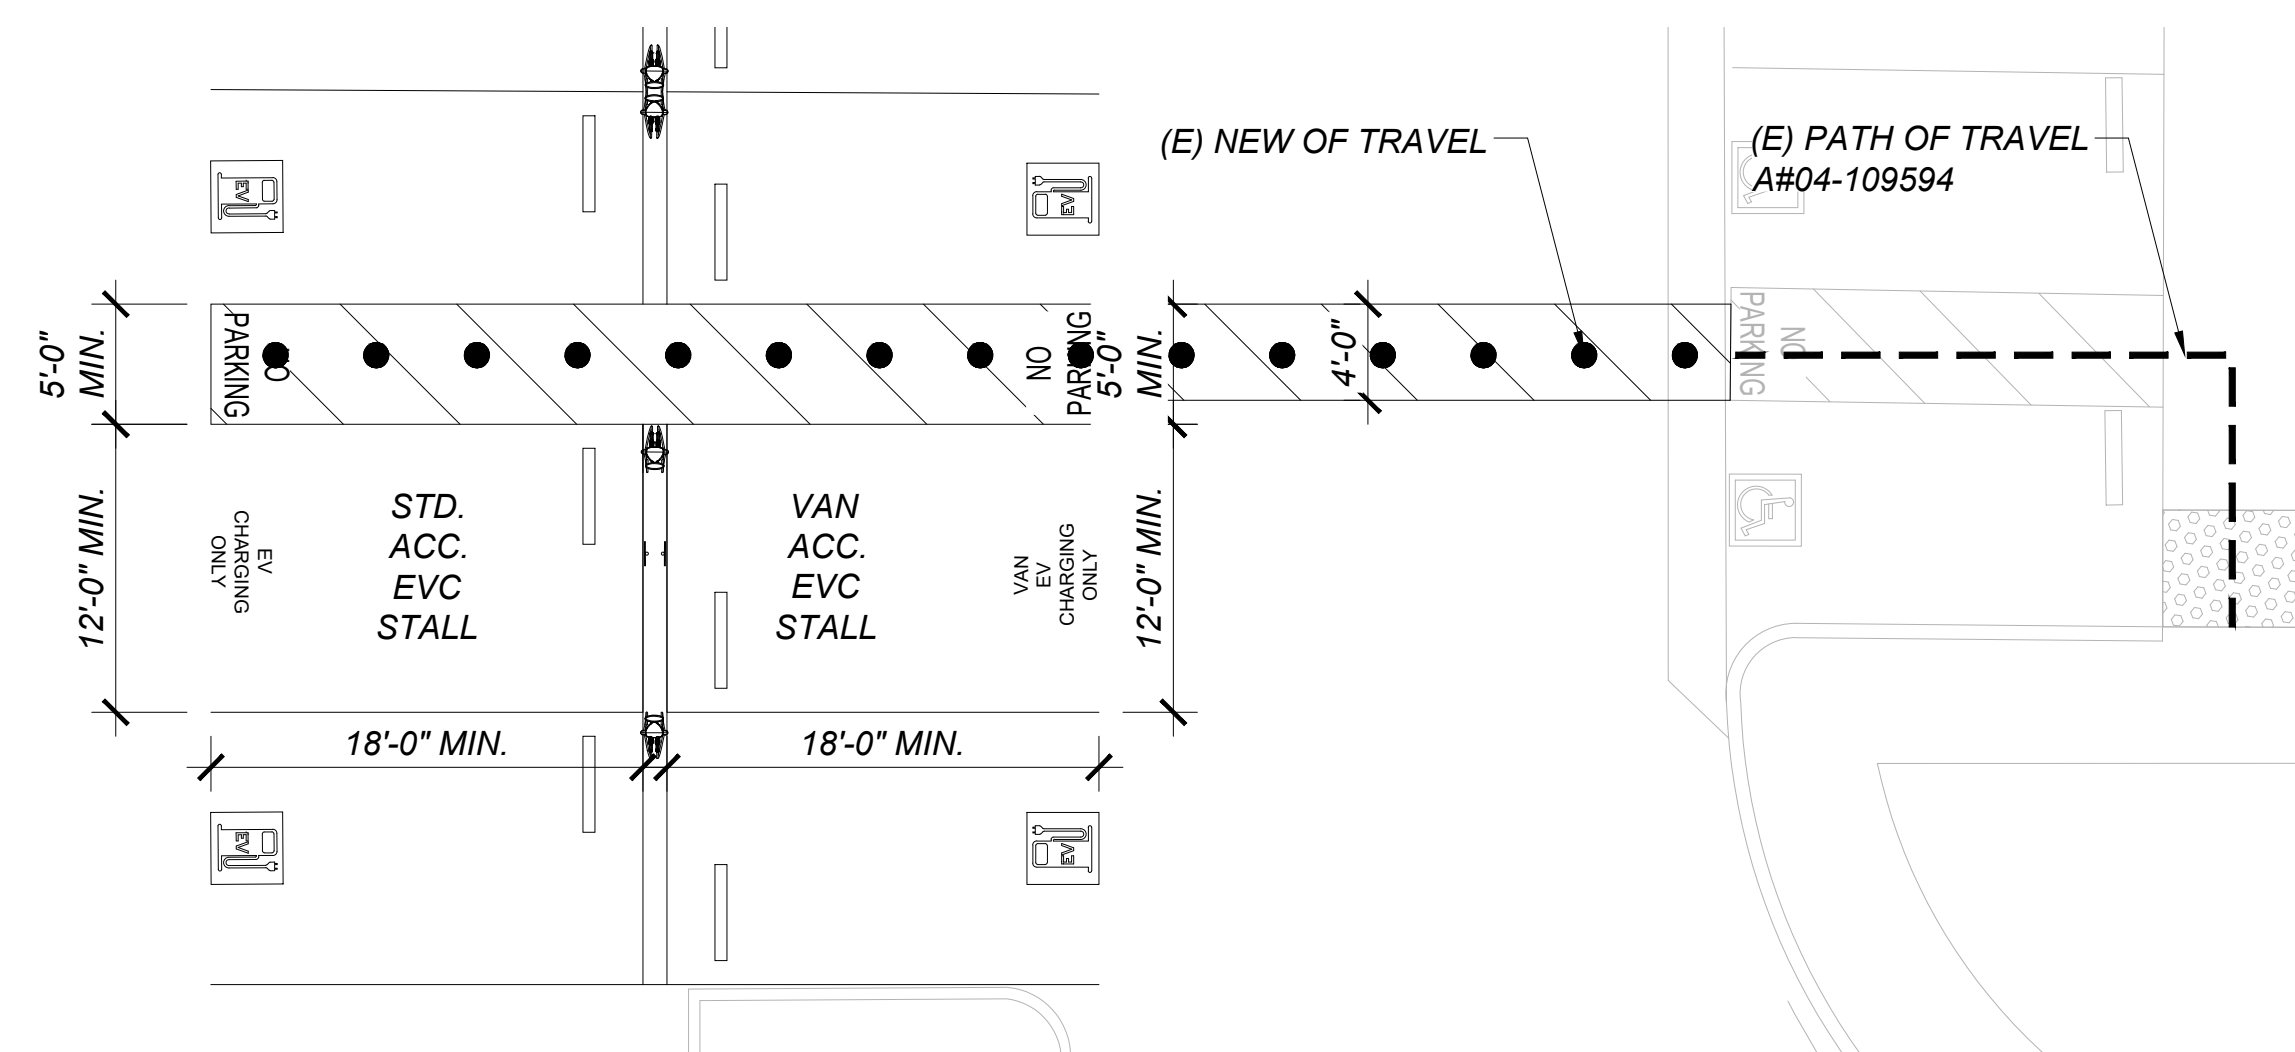 (E) NEW OF TRAVEL
(E) PATH OF TRAVEL
A#04-109594
EV
EV
5'-0"
MIN.
NO
PARKING
NO
PARKING
5'-0"
MIN.
4'-0"
NO
PARKING
12'-0" MIN.
EV
CHARGING
ONLY
STD.
ACC.
EVC
STALL
VAN
ACC.
EVC
STALL
VAN
EV
CHARGING
ONLY
12'-0" MIN.
18'-0" MIN.
18'-0" MIN.
EV
EV